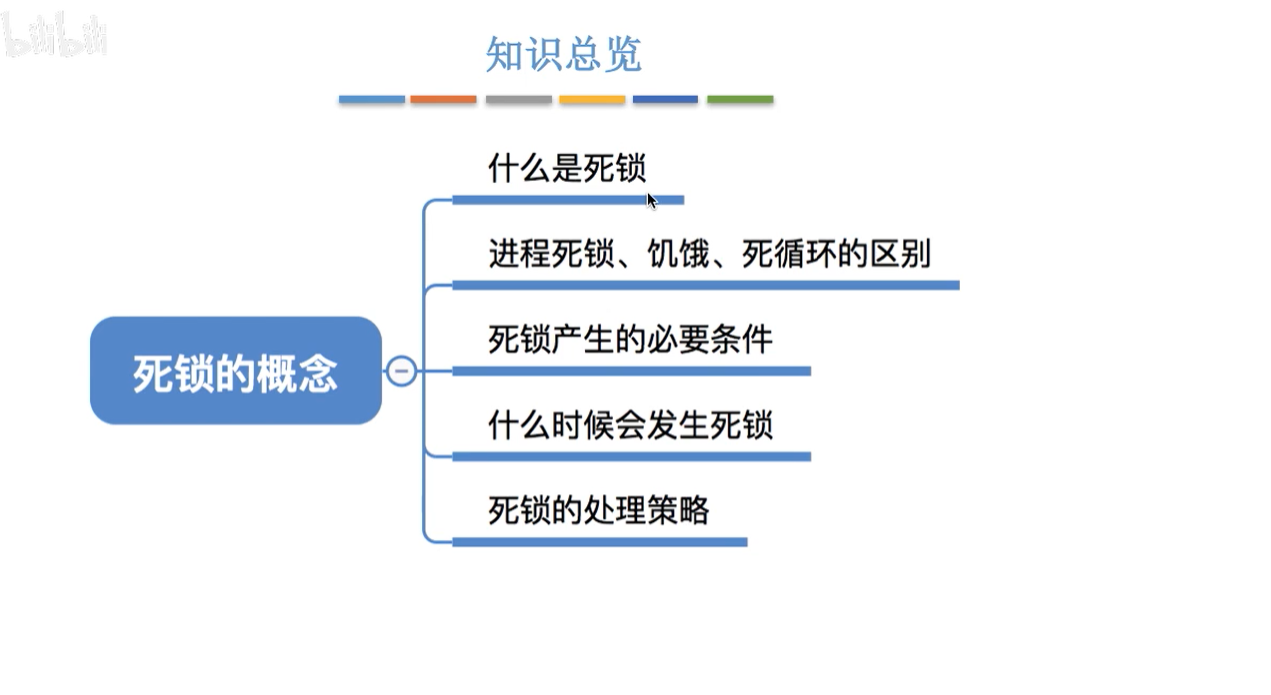 bilibili
知识总览
什么是死锁
进程死锁、饥饿、死循环的区别
死锁产生的必要条件
死锁的概念
什么时候会发生死锁
死锁的处理策略